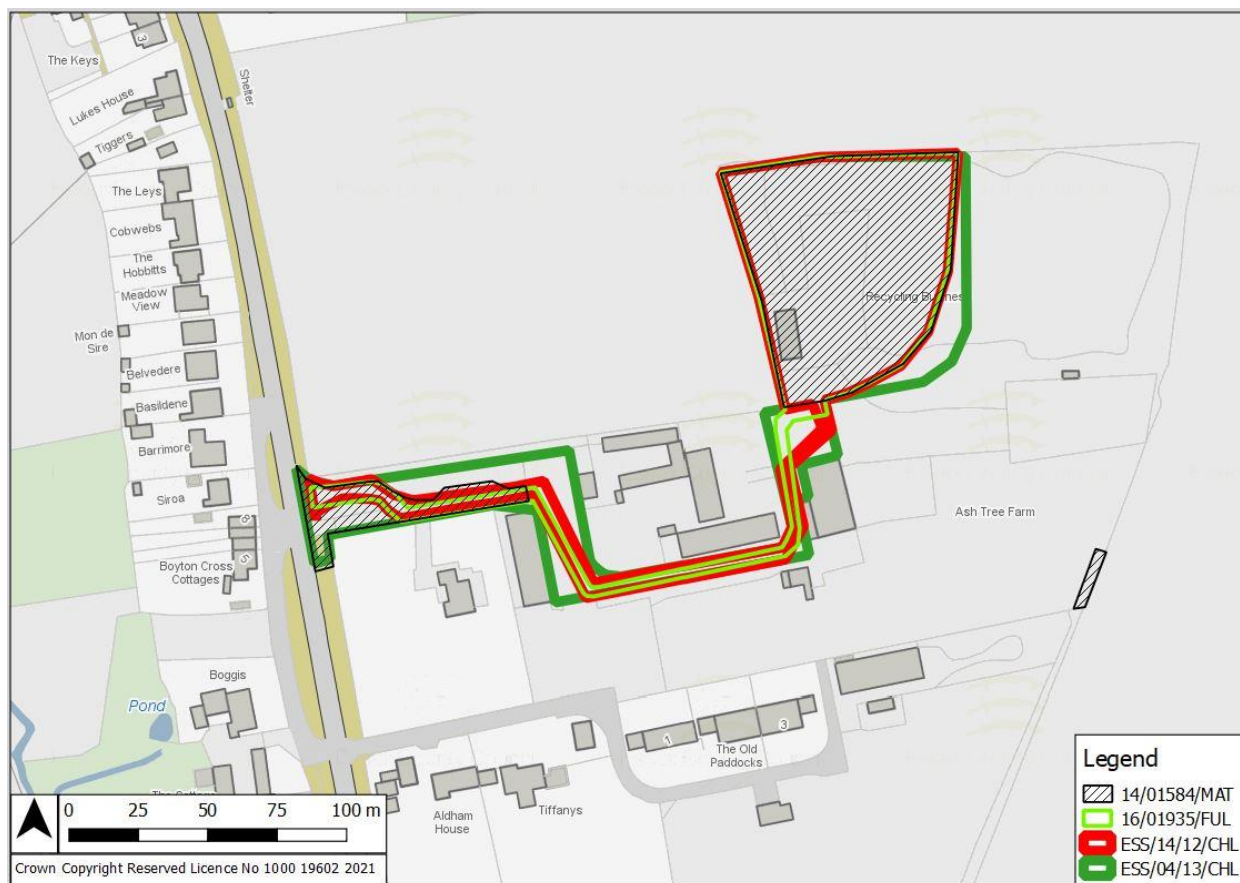 The Keys
3
Shelter
Lukes House
Tiggers
The Leys
Cobwebs
The
Hobbitts
Meadow
View
Mon de
Sire
Belvedere
Basildene
Barrimore
Siroa
8
5
Boyton Cross
Cottages
Boggis
Pond
Recycling
Ash Tree Farm
1
The Old
Paddocks
3
Aldham
House
Tiffanys
0 25 50 75 100 m
Crown Copyright Reserved Licence No 1000 19602 2021
Legend
14/01584/MAT
16/01935/FUL
ESS/14/12/CHL
ESS/04/13/CHL